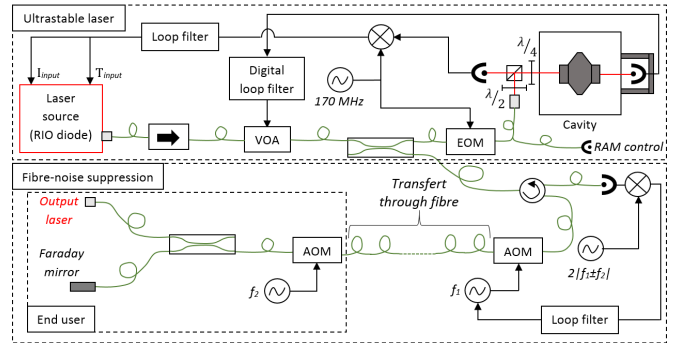 Ultrastable laser
Loop filter
I input
T input
Laser
source
(RIO diode)
Digital
loop filter
170 MHz
λ/4
λ/2
Cavity
VOA
EOM
RAM control
Fibre-noise suppression
Output
laser
Transfert
through fibre
Faraday
mirror
AOM
AOM
f2
f1
2|f1±f2|
End user
Loop filter